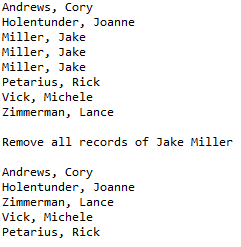 Andrews, Cory
Holentunder, Joanne
Miller, Jake
Miller, Jake
Miller, Jake
Petarius, Rick
Vick, Michele
Zimmerman, Lance

Remove all records of Jake Miller

Andrews, Cory
Holentunder, Joanne
Zimmerman, Lance
Vick, Michele
Petarius, Rick